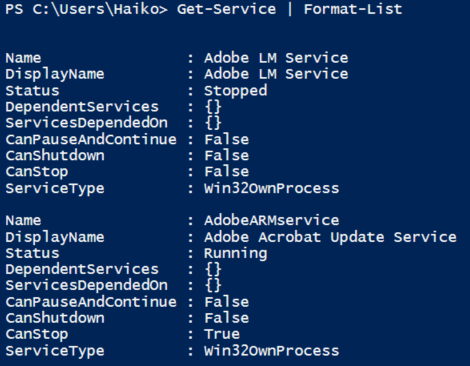 PS C:\Users\Haiko> Get-Service | Format-List
Name                : Adobe LM Service
DisplayName         : Adobe LM Service
Status              : Stopped
DependentServices   : {}
ServicesDependedOn  : {}
CanPauseAndContinue : False
CanShutdown         : False
CanStop             : False
ServiceType         : Win32OwnProcess
Name                : AdobeARMservice
DisplayName         : Adobe Acrobat Update Service
Status              : Running
DependentServices   : {}
ServicesDependedOn  : {}
CanPauseAndContinue : False
CanShutdown         : False
CanStop             : True
ServiceType         : Win32OwnProcess